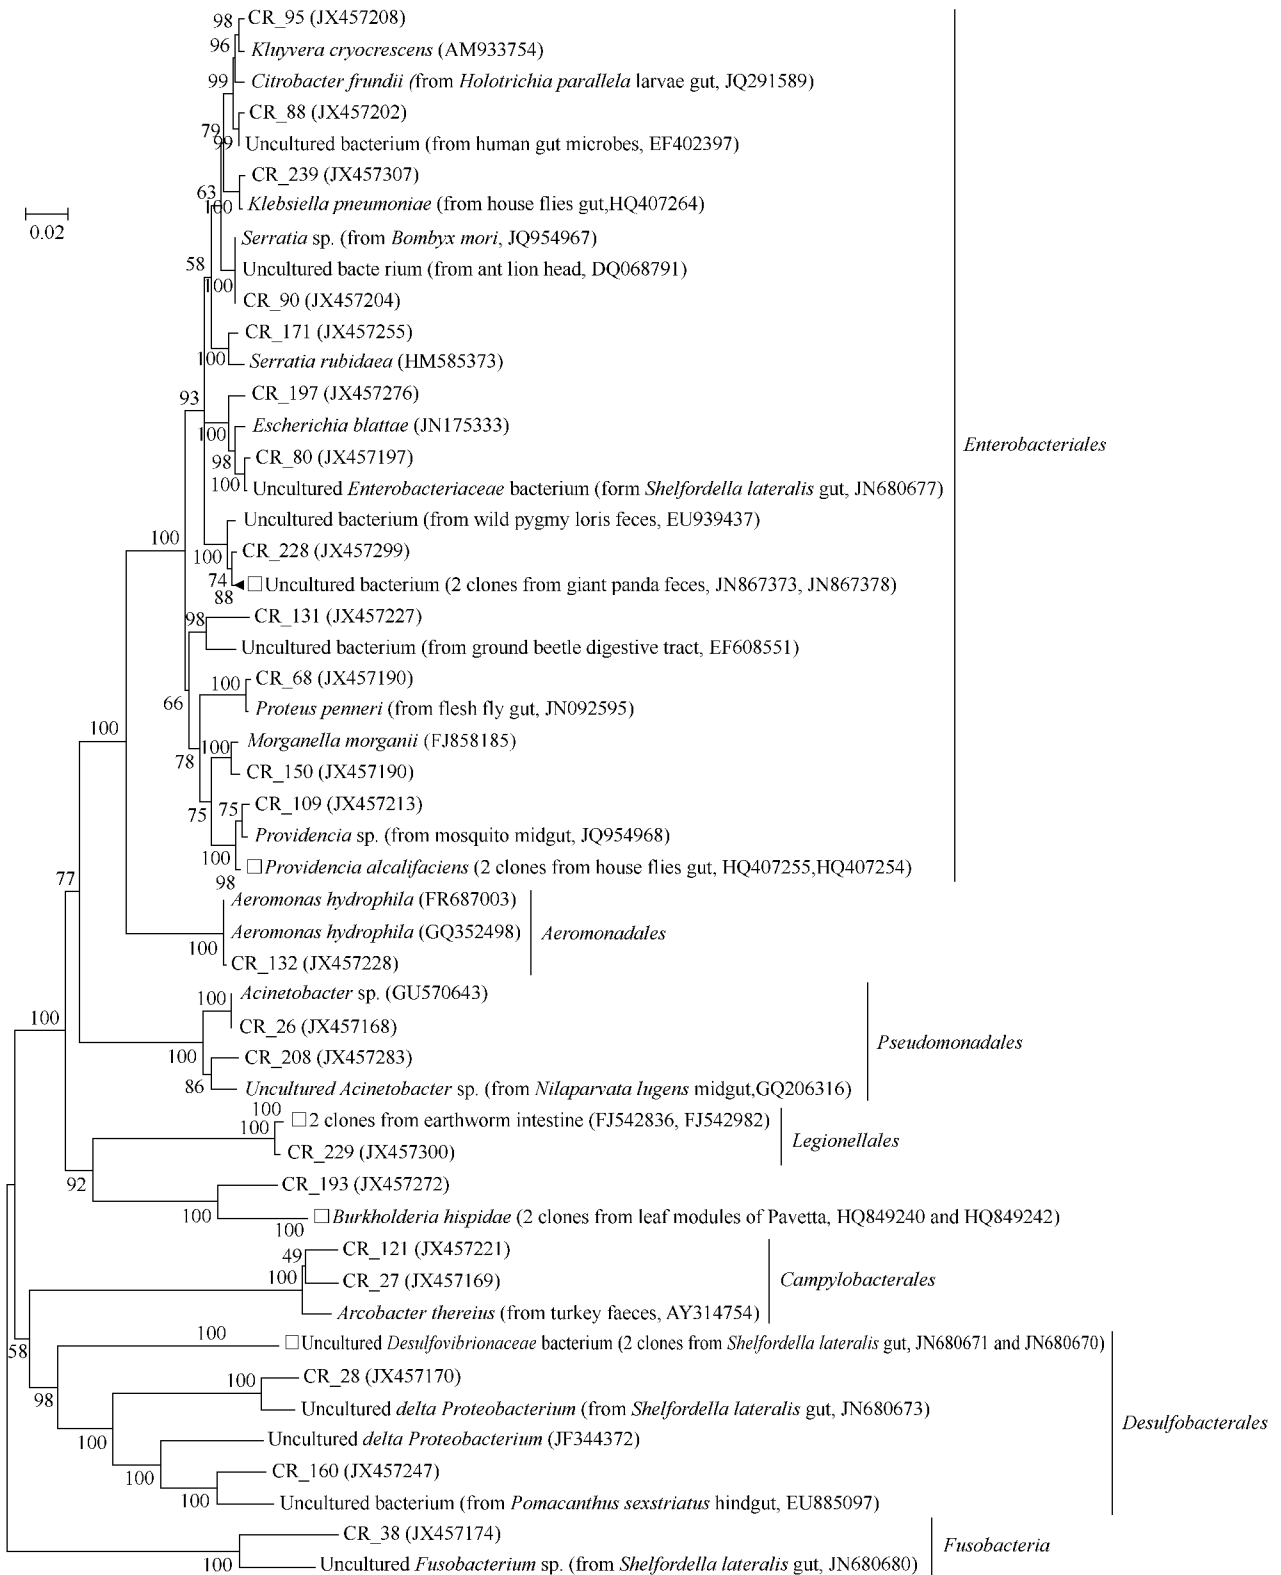 98
CR_95 (JX457208)
96
Kluyvera cryocrescens (AM933754)
99
Citrobacter frundii (from Holotrichia parallela larvae gut, JQ291589)
CR_88 (JX457202)
79
99
Uncultured bacterium (from human gut microbes, EF402397)
CR_239 (JX457307)
63
100
Klebsiella pneumoniae (from house flies gut,HQ407264)
0.02
Serratia sp. (from Bombyx mori, JQ954967)
58
Uncultured bacte rium (from ant lion head, DQ068791)
100
CR_90 (JX457204)
CR_171 (JX457255)
100
Serratia rubidaea (HM585373)
93
CR_197 (JX457276)
100
Escherichia blattae (JN175333)
Enterobacteriales
98
CR_80 (JX457197)
100
Uncultured Enterobacteriaceae bacterium (form Shelfordella lateralis gut, JN680677)
Uncultured bacterium (from wild pygmy loris feces, EU939437)
100
100
CR_228 (JX457299)
74
88
□Uncultured bacterium (2 clones from giant panda feces, JN867373, JN867378)
98
CR_131 (JX457227)
Uncultured bacterium (from ground beetle digestive tract, EF608551)
100
CR_68 (JX457190)
66
Proteus penneri (from flesh fly gut, JN092595)
100
100
Morganella morganii (FJ858185)
78
CR_150 (JX457190)
75
75
CR_109 (JX457213)
Providencia sp. (from mosquito midgut, JQ954968)
100
□Providencia alcalifaciens (2 clones from house flies gut, HQ407255,HQ407254)
77
98
Aeromonas hydrophila (FR687003)
Aeromonas hydrophila (GQ352498)
Aeromonadales
100
CR_132 (JX457228)
100
Acinetobacter sp. (GU570643)
100
CR_26 (JX457168)
Pseudomonadales
100
CR_208 (JX457283)
86
Uncultured Acinetobacter sp. (from Nilaparvata lugens midgut,GQ206316)
100
100
□2 clones from earthworm intestine (FJ542836, FJ542982)
Legionellales
CR_229 (JX457300)
92
CR_193 (JX457272)
100
100
□Burkholderia hispidae (2 clones from leaf modules of Pavetta, HQ849240 and HQ849242)
49
CR_121 (JX457221)
100
CR_27 (JX457169)
Campylobacterales
Arcobacter thereius (from turkey faeces, AY314754)
100
58
□Uncultured Desulfovibrionaceae bacterium (2 clones from Shelfordella lateralis gut, JN680671 and JN680670)
100
CR_28 (JX457170)
98
Uncultured delta Proteobacterium (from Shelfordella lateralis gut, JN680673)
Desulfobacterales
100
Uncultured delta Proteobacterium (JF344372)
100
CR_160 (JX457247)
100
Uncultured bacterium (from Pomacanthus sexstriatus hindgut, EU885097)
CR_38 (JX457174)
Fusobacteria
100
Uncultured Fusobacterium sp. (from Shelfordella lateralis gut, JN680680)